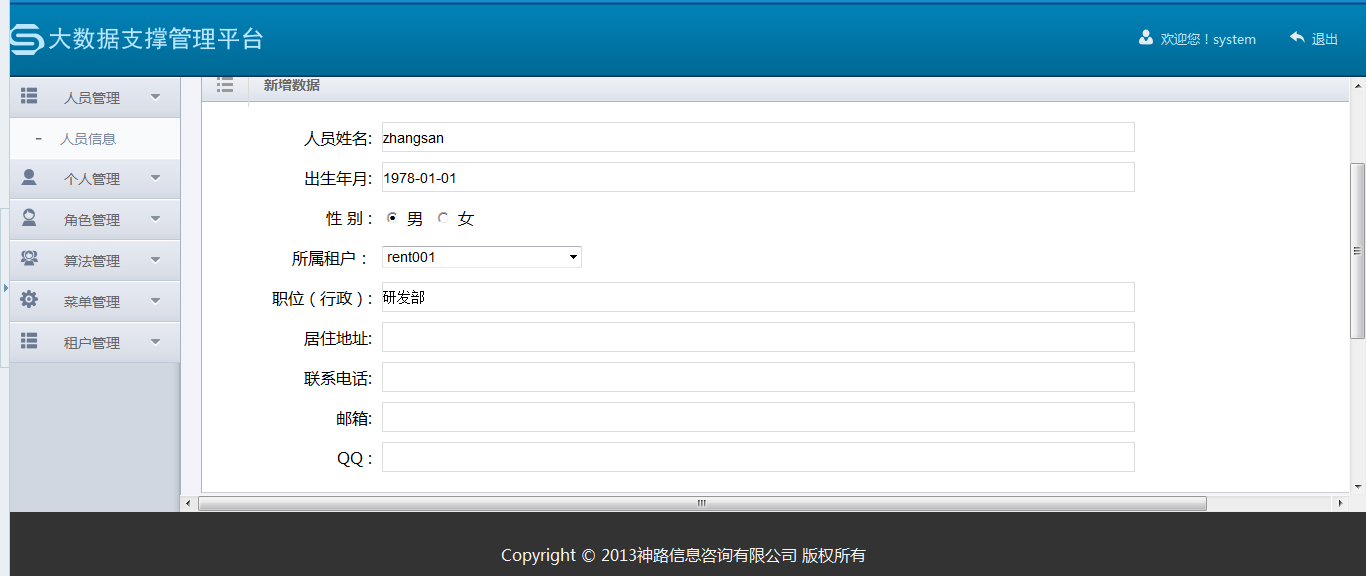 大数据支撑管理平台
欢迎您！system
退出
人员管理
- 人员信息
个人管理
角色管理
算法管理
菜单管理
租户管理
新增数据
人员姓名: zhangsan
出生年月: 1978-01-01
性 别： 男 女
所属租户： rent001
职位（行政）: 研发部
居住地址:
联系电话:
邮箱:
QQ：
Copyright © 2013神路信息咨询有限公司 版权所有